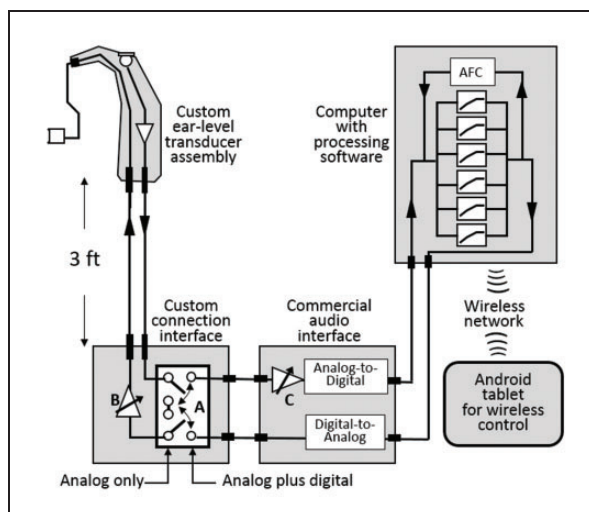 AFC
Custom
ear-level
transducer
assembly
Computer
with
processing
software
3 ft
Custom
connection
interface
Commercial
audio
interface
Wireless
network
B
A
C
Analog-to-
Digital
Digital-to-
Analog
Android
tablet
for wireless
control
Analog only
Analog plus digital